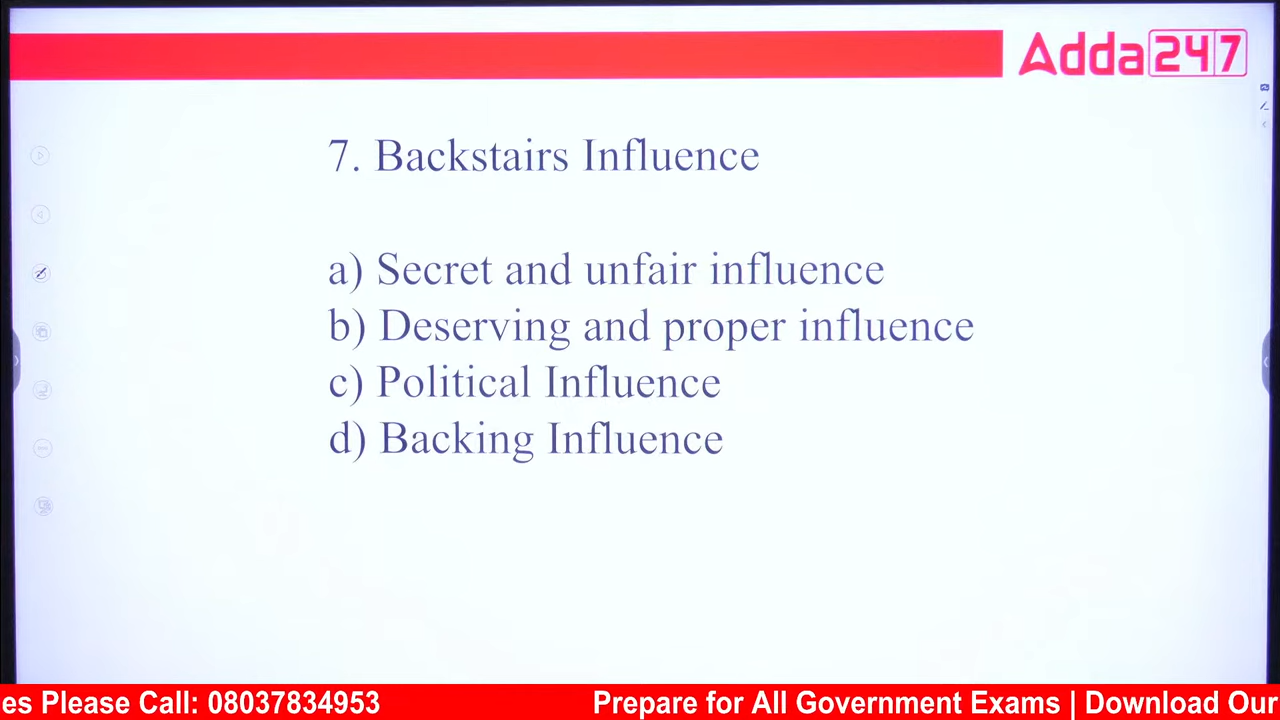 Adda247
7. Backstairs Influence
a) Secret and unfair influence
b) Deserving and proper influence
c) Political Influence
d) Backing Influence
es Please Call: 08037834953
Prepare for All Government Exams | Download Our